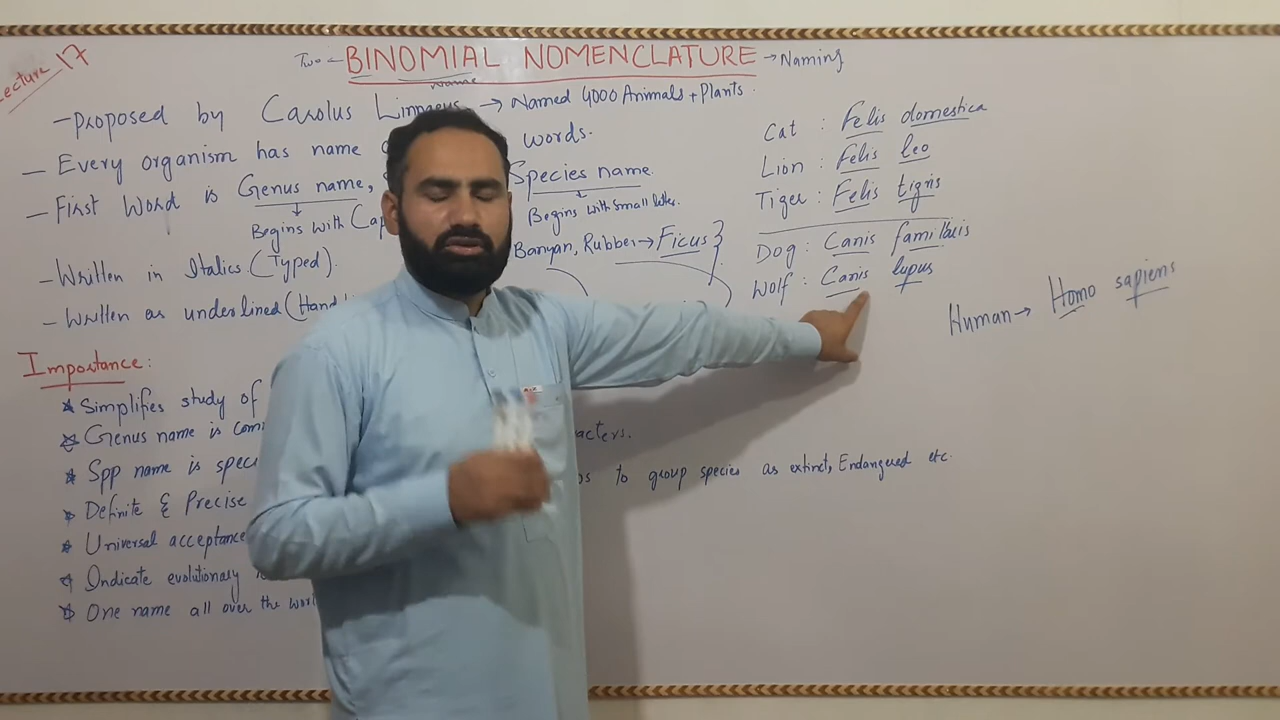 Lecture 17
Two ← BINOMIAL NOMENCLATURE → Naming
name
- Proposed by Carolus Linnaeus → Named 4000 Animals + Plants.
- Every organism has name words.
- First Word is Genus name, Species name.
Begins with Cap Begins with small letter.
Banyan, Rubber → Ficus }
- Written in Italics. (Typed).
- Written as underlined (Hand
Cat : Felis domestica
Lion : Felis leo
Tiger : Felis tigris
Dog : Canis familiaris
Wolf : Canis lupus
Human → Homo sapiens
Importance:
* Simplifies study of
* Genus name is com acters.
* Spp name is speci to group species as extinct, Endangered etc.
* Definite & Precise
* Universal acceptance
* Indicate evolutionary
* One name all over the worl